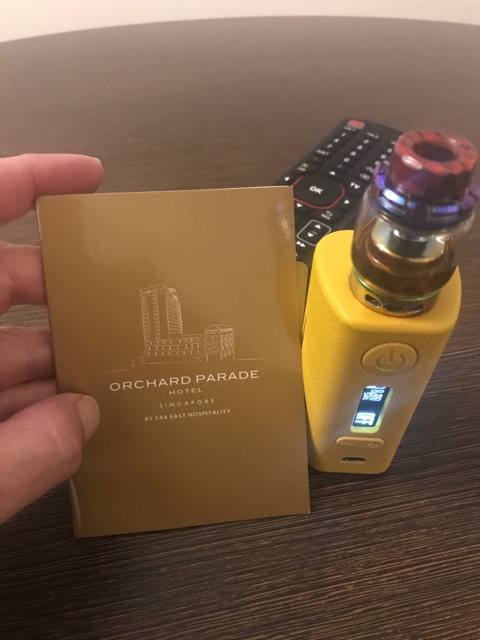 ORCHARD PARADE
HOTEL
SINGAPORE
BY FAR EAST HOSPITALITY
OK